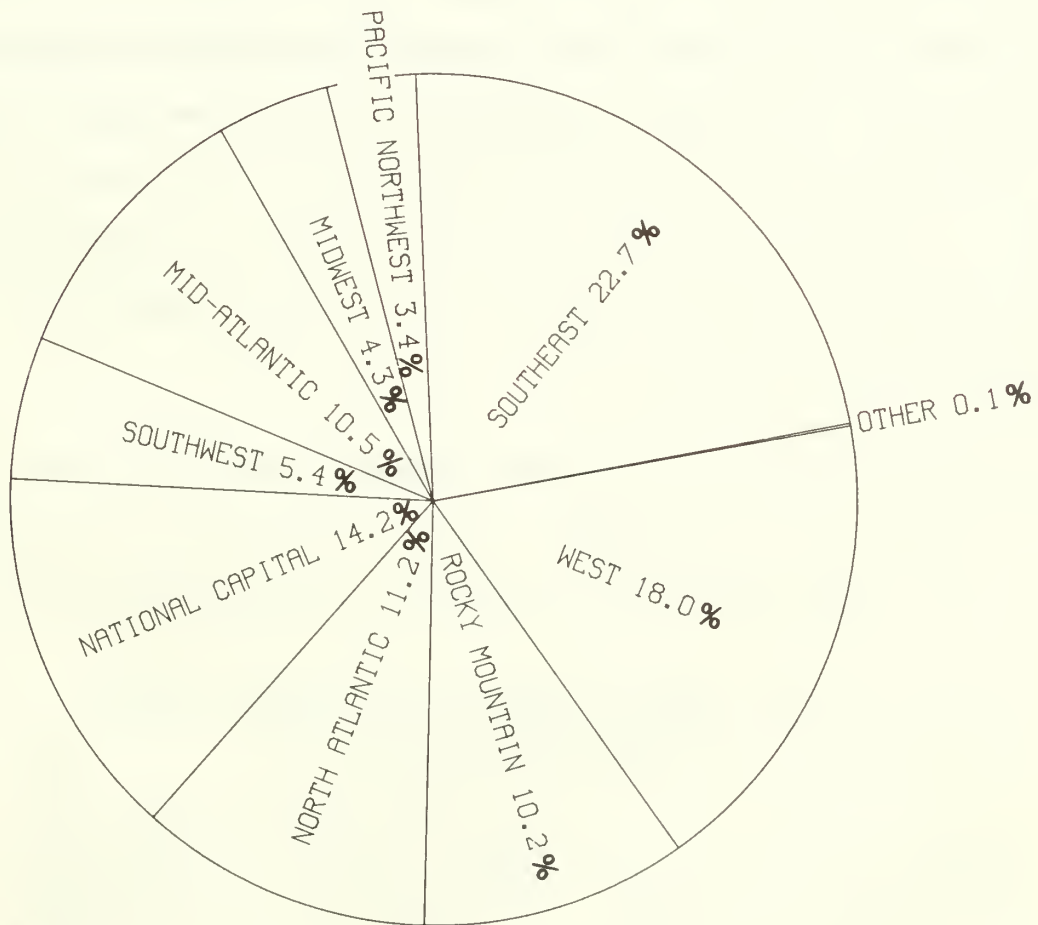 PACIFIC NORTHWEST 3.4%
SOUTHEAST 22.7%
OTHER 0.1%
WEST 18.0%
ROCKY MOUNTAIN 10.2%
NORTH ATLANTIC 11.2%
NATIONAL CAPITAL 14.2%
SOUTHWEST 5.4%
MID-ATLANTIC 10.5%
MIDWEST 4.3%